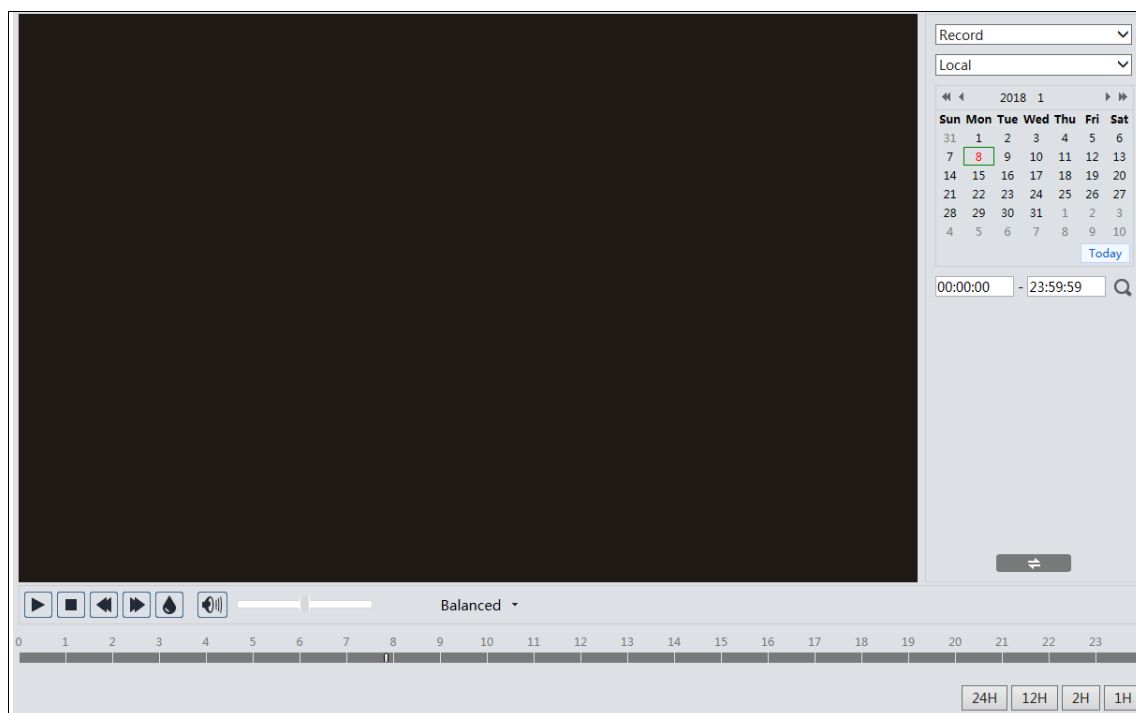 Record
Local
2018 1
Sun Mon Tue Wed Thu Fri Sat
31 1 2 3 4 5 6
7 8 9 10 11 12 13
14 15 16 17 18 19 20
21 22 23 24 25 26 27
28 29 30 31 1 2 3
4 5 6 7 8 9 10
Today
00:00:00 - 23:59:59
Balanced
0 1 2 3 4 5 6 7 8 9 10 11 12 13 14 15 16 17 18 19 20 21 22 23
24H 12H 2H 1H